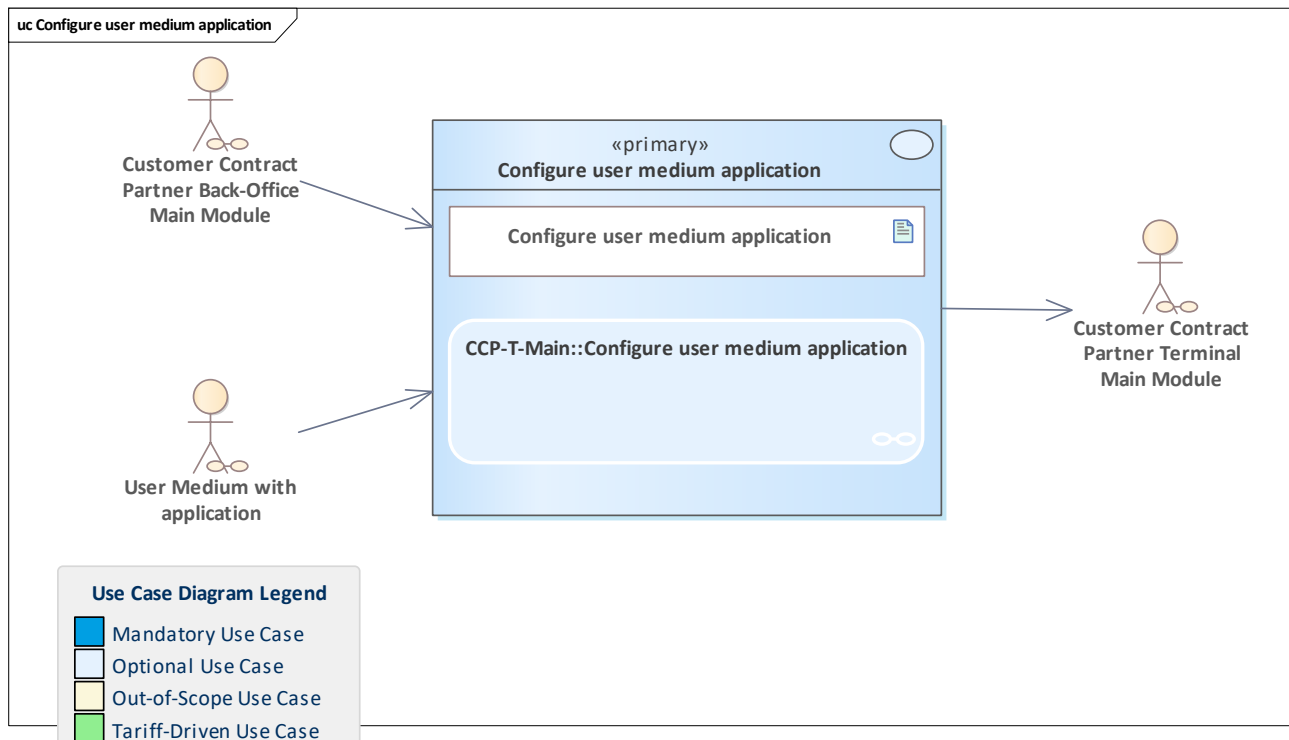 uc Configure user medium application
Customer Contract
Partner Back-Office
Main Module
«primary»
Configure user medium application
Configure user medium application
CCP-T-Main::Configure user medium application
Customer Contract
Partner Terminal
Main Module
User Medium with
application
Use Case Diagram Legend
Mandatory Use Case
Optional Use Case
Out-of-Scope Use Case
Tariff-Driven Use Case